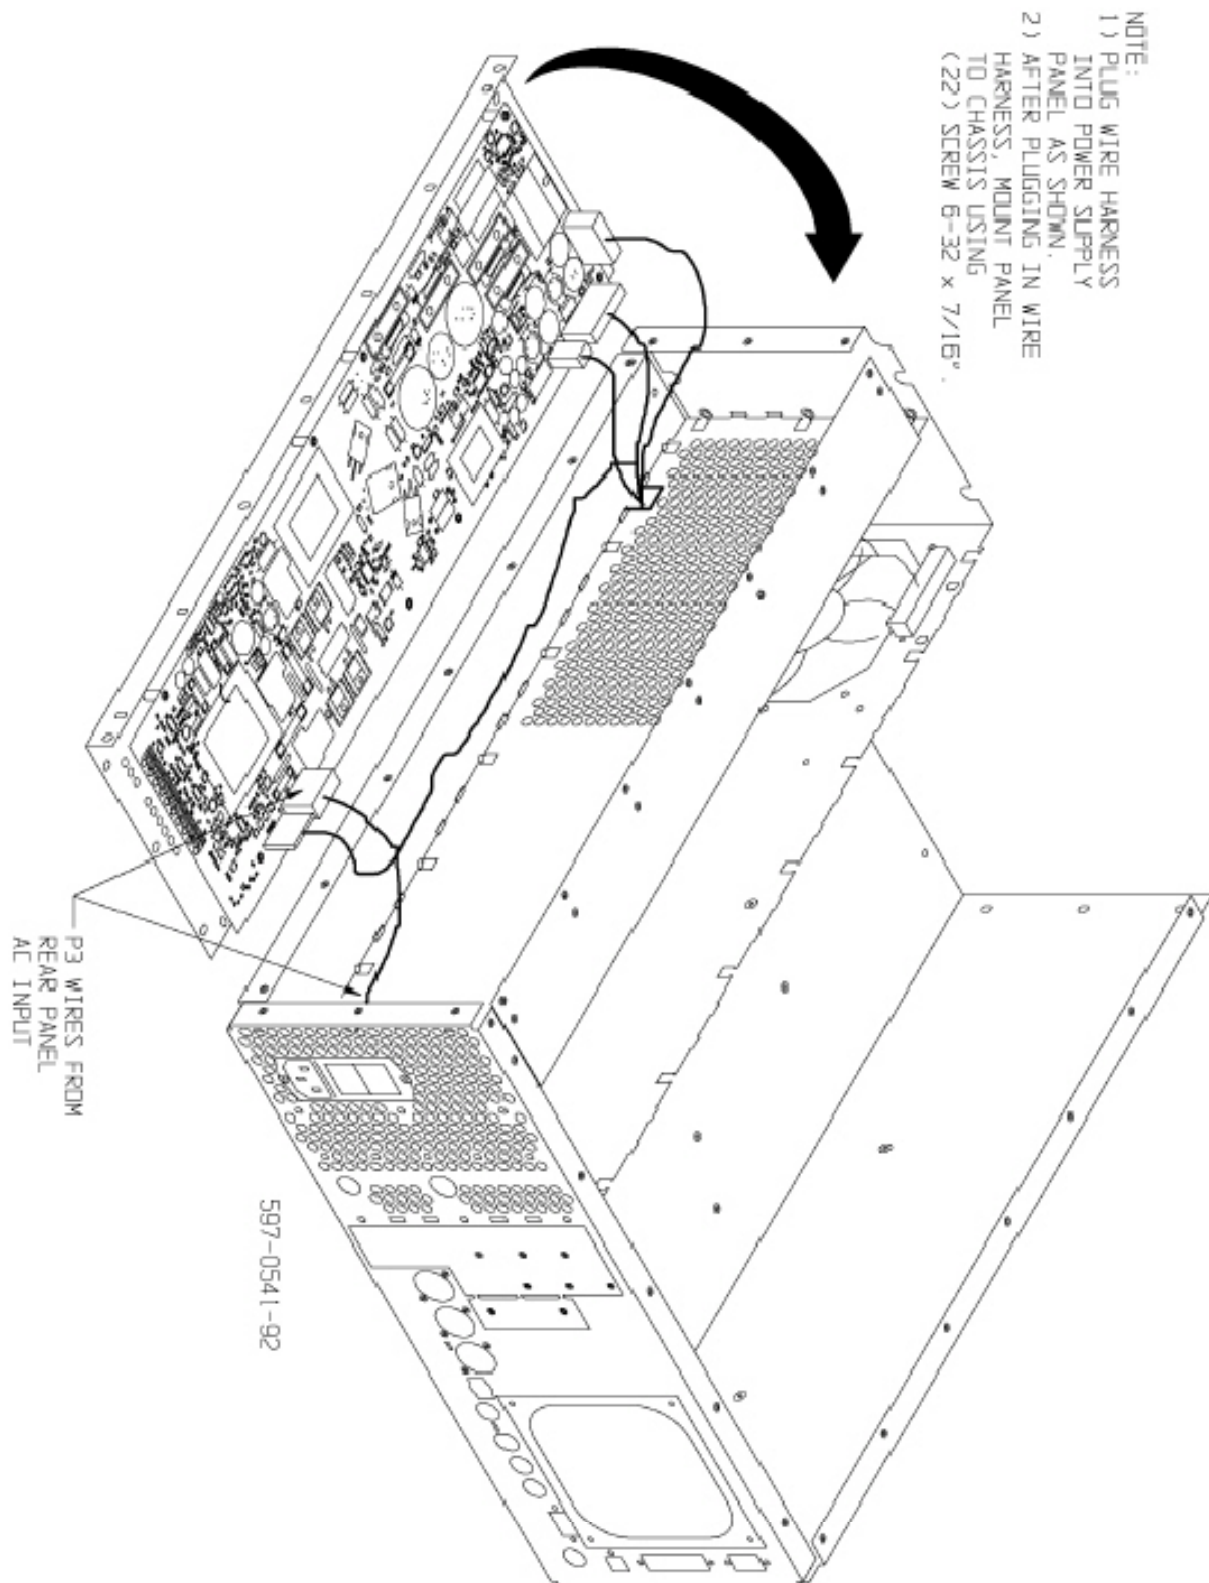 NOTE:
1) PLUG WIRE HARNESS
INTO POWER SUPPLY
PANEL AS SHOWN.
2) AFTER PLUGGING IN WIRE
HARNESS, MOUNT PANEL
TO CHASSIS USING
(22) SCREW 6-32 x 7/16".
P3 WIRES FROM
REAR PANEL
AC INPUT
597-0541-92